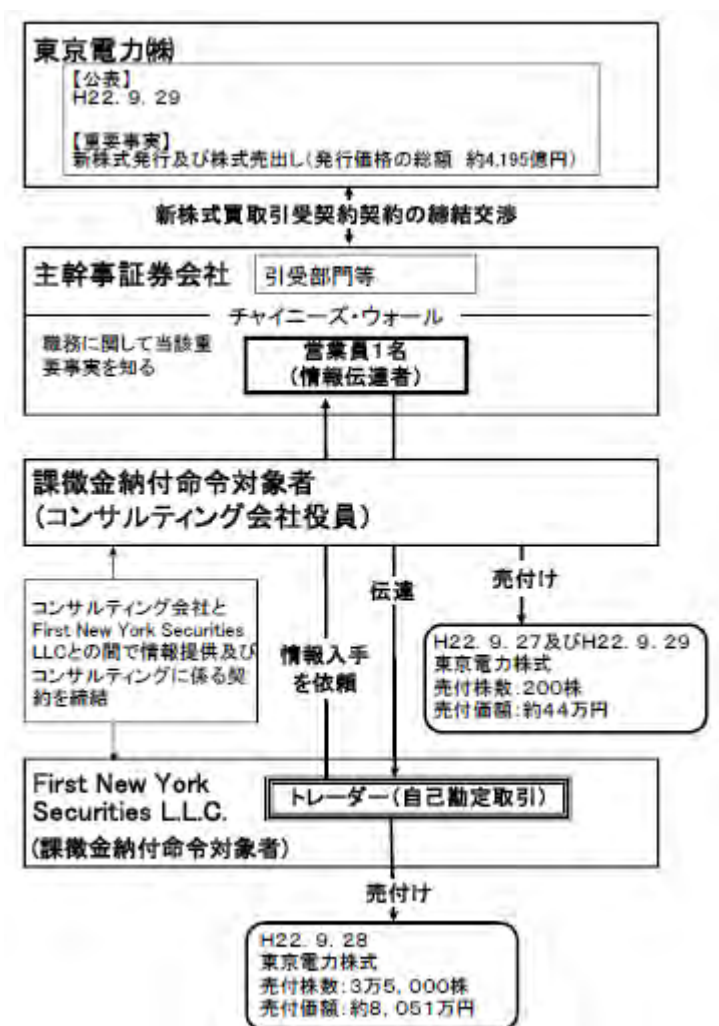 東京電力㈱
【公表】
H22. 9. 29
【重要事実】
新株式発行及び株式売出し(発行価格の総額 約4,195億円)
新株式買取引受契約契約の締結交渉
主幹事証券会社
引受部門等
チャイニーズ・ウォール
職務に関して当該重
要事実を知る
営業員1名
(情報伝達者)
課徴金納付命令対象者
(コンサルティング会社役員)
コンサルティング会社と
First New York Securities
LLCとの間で情報提供及び
コンサルティングに係る契
約を締結
情報入手
を依頼
伝達
売付け
H22. 9. 27及びH22. 9. 29
東京電力株式
売付株数:200株
売付価額:約44万円
First New York
Securities L.L.C.
(課徴金納付命令対象者)
トレーダー(自己勘定取引)
売付け
H22. 9. 28
東京電力株式
売付株数:3万5, 000株
売付価額:約8, 051万円